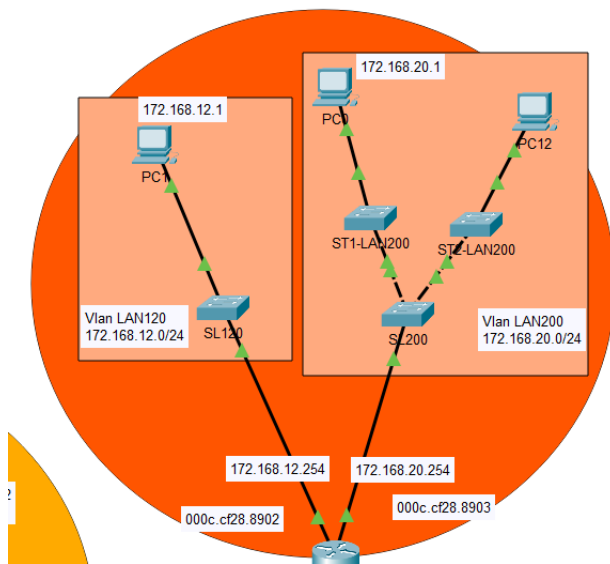 172.168.20.1
172.168.12.1
PC0
PC12
PC1
ST1-LAN200
ST2-LAN200
Vlan LAN120
172.168.12.0/24
SL120
SL200
Vlan LAN200
172.168.20.0/24
172.168.12.254
172.168.20.254
2
000c.cf28.8902
000c.cf28.8903